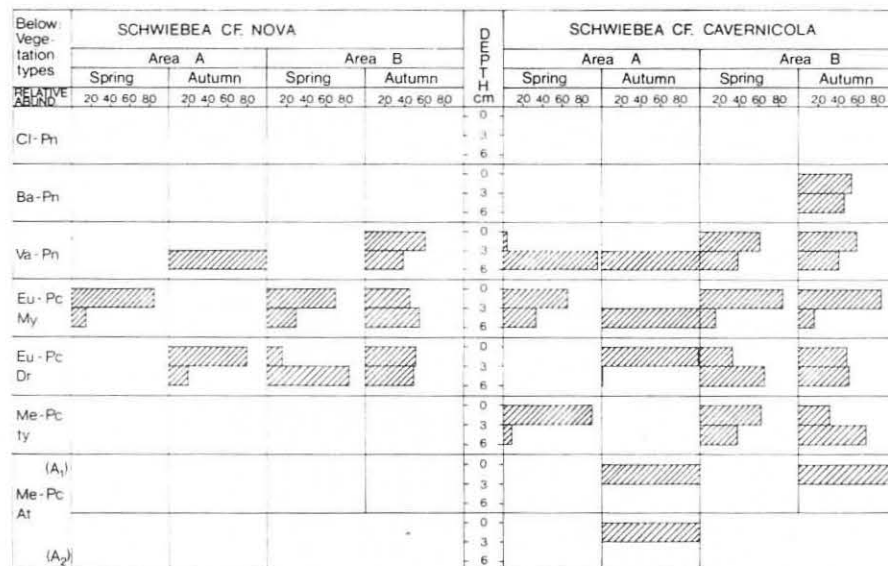 Below: Vege- tation types
SCHWIEBEA CF. NOVA
DEPTH cm
SCHWIEBEA CF. CAVERNICOLA
Area A Area B Area A Area B
Spring Autumn Spring Autumn Spring Autumn Spring Autumn
RELATIVE ABUND.
20 40 60 80 20 40 60 80 20 40 60 80 20 40 60 80 20 40 60 80 20 40 60 80 20 40 60 80 20 40 60 80
Cl-Pn
0
3
6
Ba-Pn
0
3
6
Va-Pn
0
3
6
Eu-Pc
My
0
3
6
Eu-Pc
Dr
0
3
6
Me-Pc
ty
0
3
6
(A1)
Me-Pc
At
0
3
6
(A2)
0
3
6